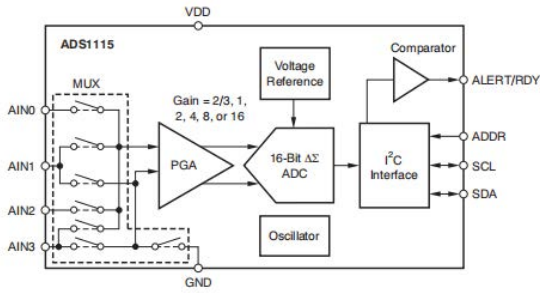 VDD
ADS1115
Comparator
MUX
Voltage
Reference
ALERT/RDY
AIN0
Gain = 2/3, 1,
2, 4, 8, or 16
ADDR
AIN1
PGA
16-Bit ΔΣ
ADC
I²C
Interface
SCL
SDA
AIN2
Oscillator
AIN3
GND